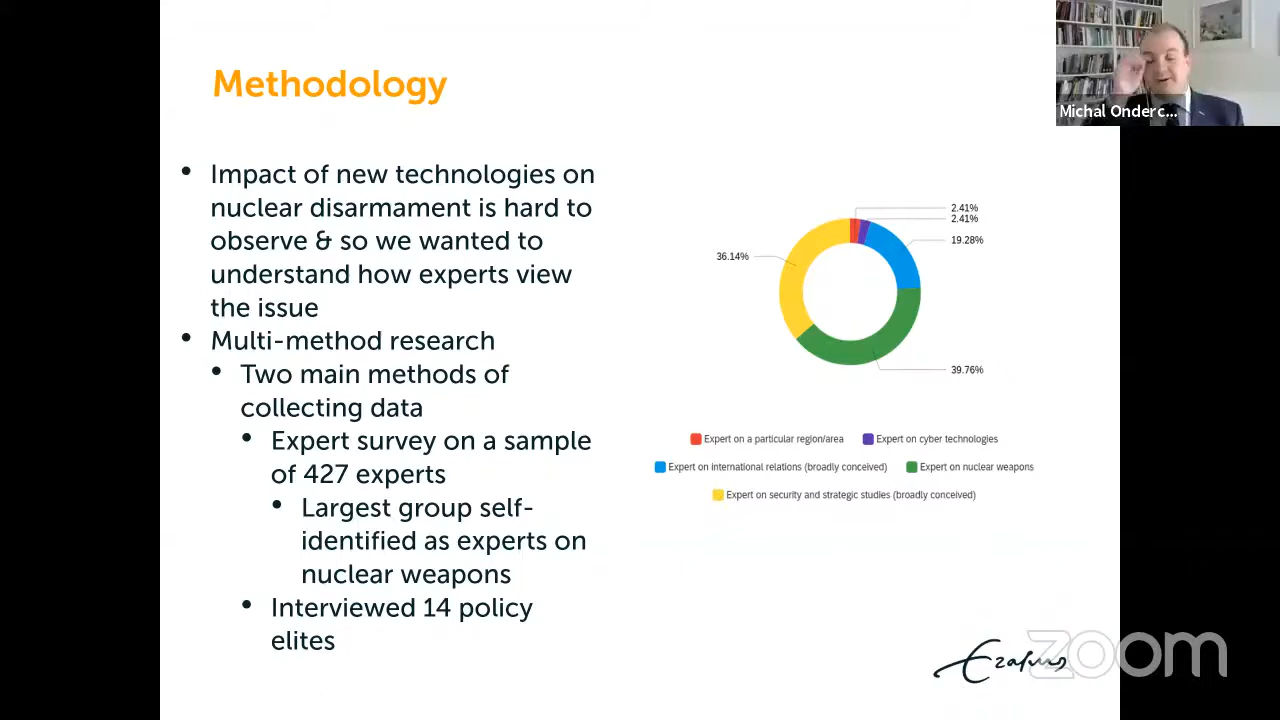 Methodology
Michal Onderc...
• Impact of new technologies on
nuclear disarmament is hard to
observe & so we wanted to
understand how experts view
the issue
• Multi-method research
• Two main methods of
collecting data
• Expert survey on a sample
of 427 experts
• Largest group self-
identified as experts on
nuclear weapons
• Interviewed 14 policy
elites
2.41%
2.41%
19.28%
36.14%
39.76%
Expert on a particular region/area
Expert on cyber technologies
Expert on international relations (broadly conceived)
Expert on nuclear weapons
Expert on security and strategic studies (broadly conceived)
Erasmus
zoom